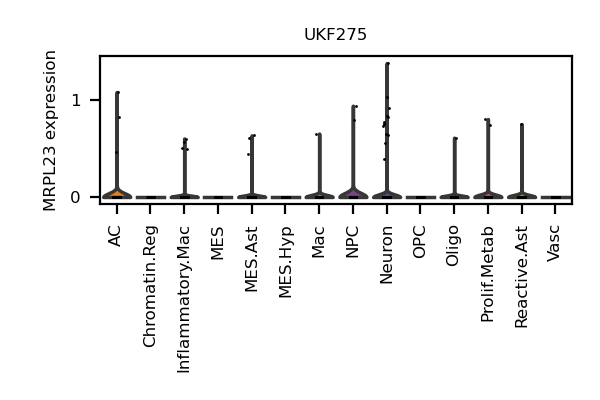 UKF275
MRPL23 expression
1
0
AC
Chromatin.Reg
Inflammatory.Mac
MES
MES.Ast
MES.Hyp
Mac
NPC
Neuron
OPC
Oligo
Prolif.Metab
Reactive.Ast
Vasc